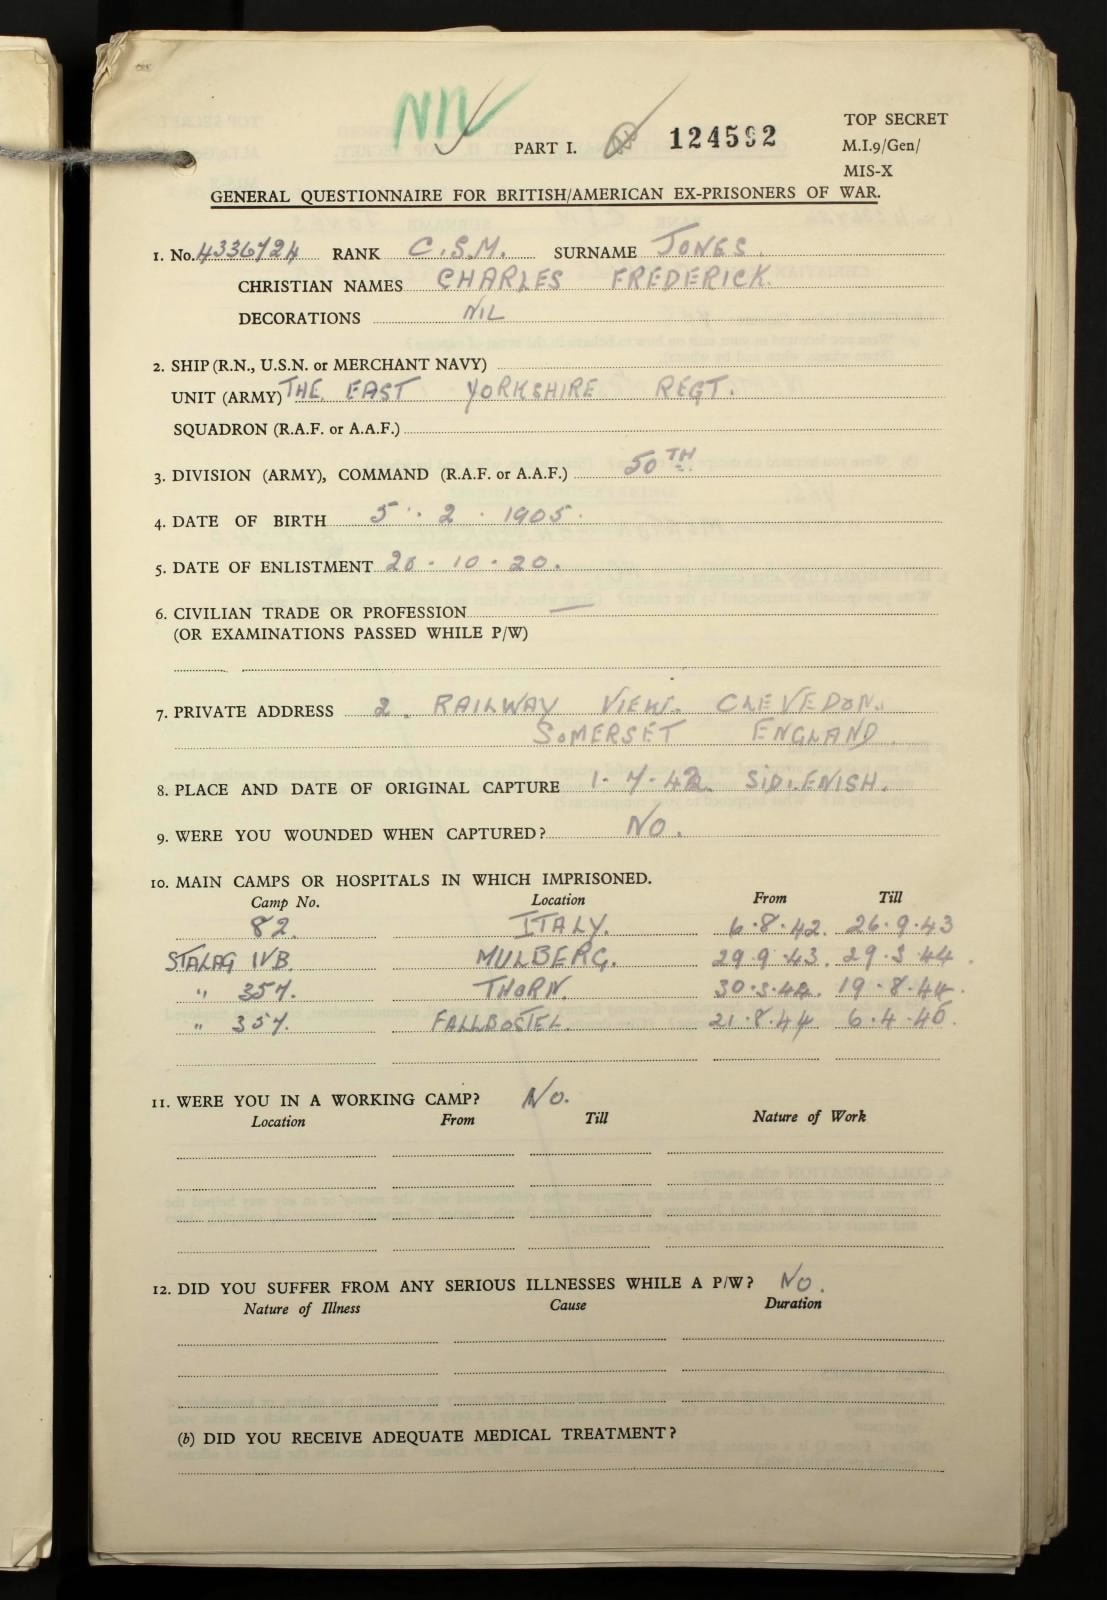 NIL
TOP SECRET
PART I. 124592 M.I.9/Gen/
MIS-X
GENERAL QUESTIONNAIRE FOR BRITISH/AMERICAN EX-PRISONERS OF WAR.
1. No. 4336724 RANK C.S.M. SURNAME JONES.
CHRISTIAN NAMES CHARLES FREDERICK.
DECORATIONS NIL
2. SHIP (R.N., U.S.N. or MERCHANT NAVY)
UNIT (ARMY) THE EAST YORKSHIRE REGT.
SQUADRON (R.A.F. or A.A.F.)
3. DIVISION (ARMY), COMMAND (R.A.F. or A.A.F.) 50TH.
4. DATE OF BIRTH 5. 2. 1905.
5. DATE OF ENLISTMENT 20. 10. 20.
6. CIVILIAN TRADE OR PROFESSION —
(OR EXAMINATIONS PASSED WHILE P/W)
7. PRIVATE ADDRESS 2. RAILWAY VIEW. CLEVEDON.
SOMERSET ENGLAND.
8. PLACE AND DATE OF ORIGINAL CAPTURE 1-7-42. SIDI.ENISH.
9. WERE YOU WOUNDED WHEN CAPTURED? NO.
10. MAIN CAMPS OR HOSPITALS IN WHICH IMPRISONED.
Camp No. Location From Till
82. ITALY. 6.8.42. 26.9.43
STALAG IVB. MULBERG. 29.9.43. 29.3.44.
" 357. THORN. 30.3.44. 19.8.44.
" 357. FALLBOSTEL. 21.8.44 6.4.45.
11. WERE YOU IN A WORKING CAMP? NO.
Location From Till Nature of Work
12. DID YOU SUFFER FROM ANY SERIOUS ILLNESSES WHILE A P/W? NO.
Nature of Illness Cause Duration
(b) DID YOU RECEIVE ADEQUATE MEDICAL TREATMENT?